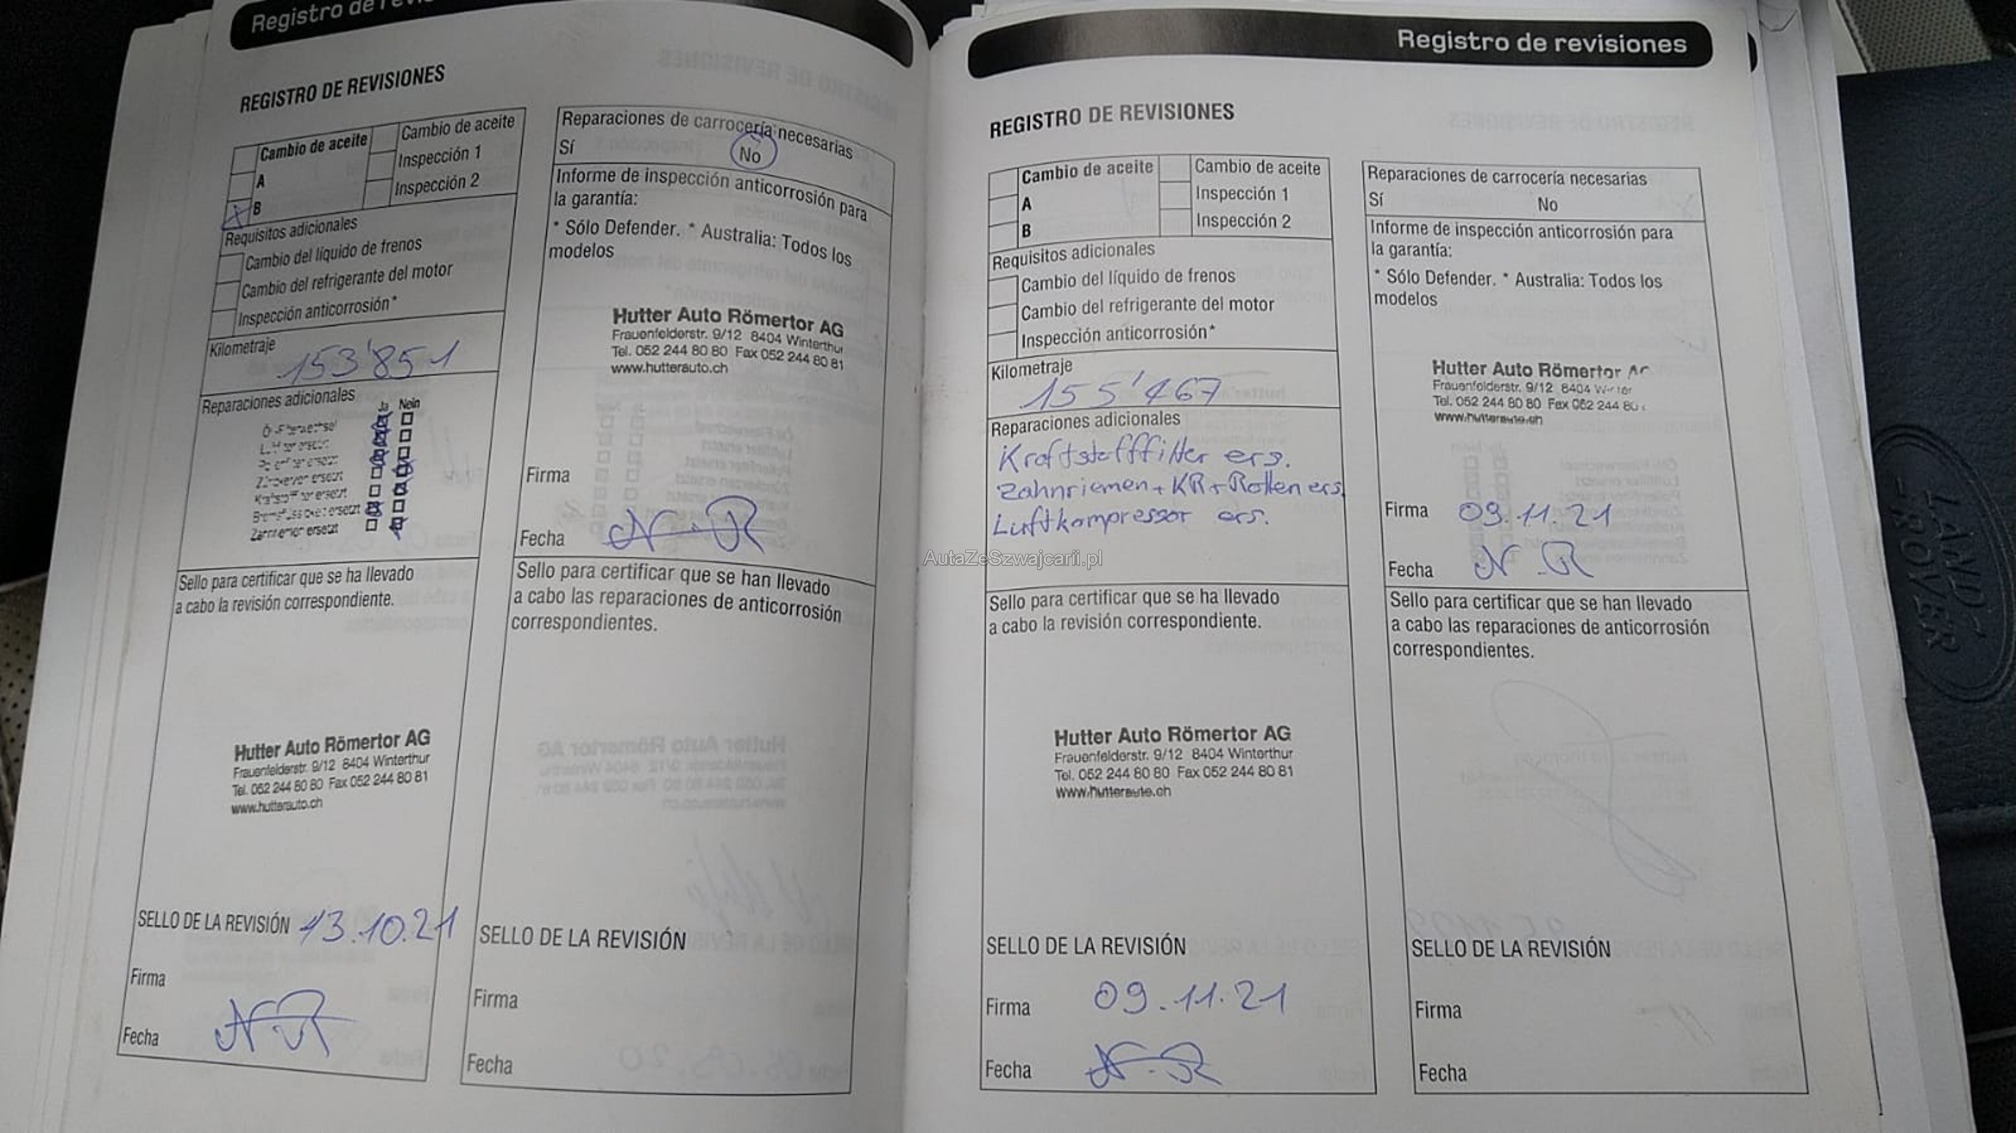 Registro de revi
REGISTRO DE REVISIONES
Cambio de aceite
A
B
Cambio de aceite
Inspección 1
Inspección 2
Requisitos adicionales
Cambio del líquido de frenos
Cambio del refrigerante del motor
Inspección anticorrosión*
Kilometraje
153'851
Reparaciones adicionales
Ja Nein
ersetzt
ersetzt
ersetzt
Sello para certificar que se ha llevado
a cabo la revisión correspondiente.
Hutter Auto Römertor AG
Frauenfelderstr. 9/12 8404 Winterthur
Tel. 052 244 80 80 Fax 052 244 80 81
www.hutterauto.ch
SELLO DE LA REVISIÓN 13.10.21
Firma
Fecha
Reparaciones de carrocería necesarias
Sí No
Informe de inspección anticorrosión para
la garantía:
* Sólo Defender. * Australia: Todos los
modelos
Hutter Auto Römertor AG
Frauenfelderstr. 9/12 8404 Winterthur
Tel. 052 244 80 80 Fax 052 244 80 81
www.hutterauto.ch
Firma
Fecha
Sello para certificar que se han llevado
a cabo las reparaciones de anticorrosión
correspondientes.
SELLO DE LA REVISIÓN
Firma
Fecha
Registro de revisiones
REGISTRO DE REVISIONES
Cambio de aceite
A
B
Cambio de aceite
Inspección 1
Inspección 2
Requisitos adicionales
Cambio del líquido de frenos
Cambio del refrigerante del motor
Inspección anticorrosión*
Kilometraje
155'467
Reparaciones adicionales
Kraftstofffilter ers.
Zahnriemen + KR + Rollen ers.
Luftkompressor ers.
AutaZeSzwajcarii.pl
Sello para certificar que se ha llevado
a cabo la revisión correspondiente.
Hutter Auto Römertor AG
Frauenfelderstr. 9/12 8404 Winterthur
Tel. 052 244 80 80 Fax 052 244 80 81
www.hutterauto.ch
SELLO DE LA REVISIÓN
Firma 09.11.21
Fecha
Reparaciones de carrocería necesarias
Sí No
Informe de inspección anticorrosión para
la garantía:
* Sólo Defender. * Australia: Todos los
modelos
Hutter Auto Römertor
Frauenfelderstr. 9/12 8404
Tel. 052 244 80 80 Fax 052 244 80
www.hutterauto.ch
Firma 09.11.21
Fecha
Sello para certificar que se han llevado
a cabo las reparaciones de anticorrosión
correspondientes.
SELLO DE LA REVISIÓN
Firma
Fecha
LAND
ROVER